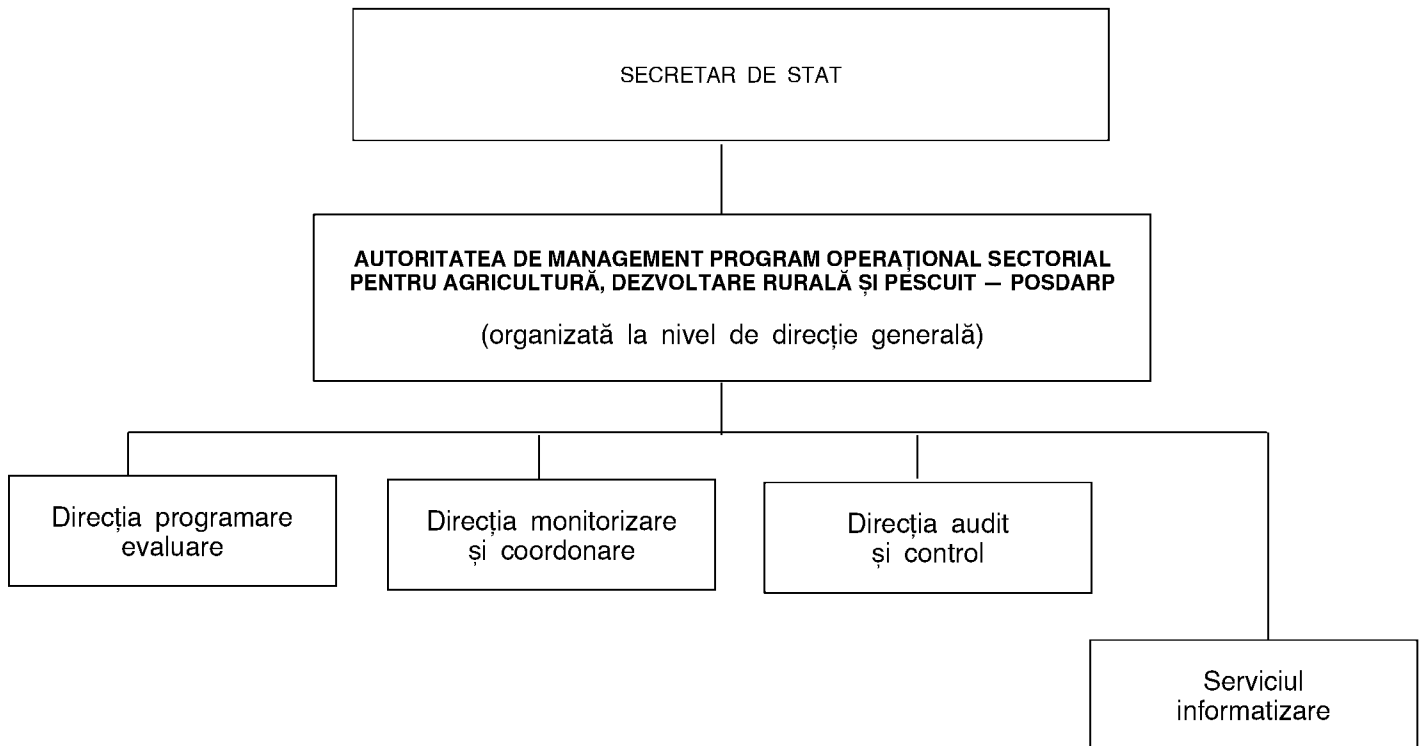 SECRETAR DE STAT
AUTORITATEA DE MANAGEMENT PROGRAM OPERAȚIONAL SECTORIAL
PENTRU AGRICULTURĂ, DEZVOLTARE RURALĂ ȘI PESCUIT — POSDARP
(organizată la nivel de direcție generală)
Direcția programare
evaluare
Direcția monitorizare
și coordonare
Direcția audit
și control
Serviciul
informatizare